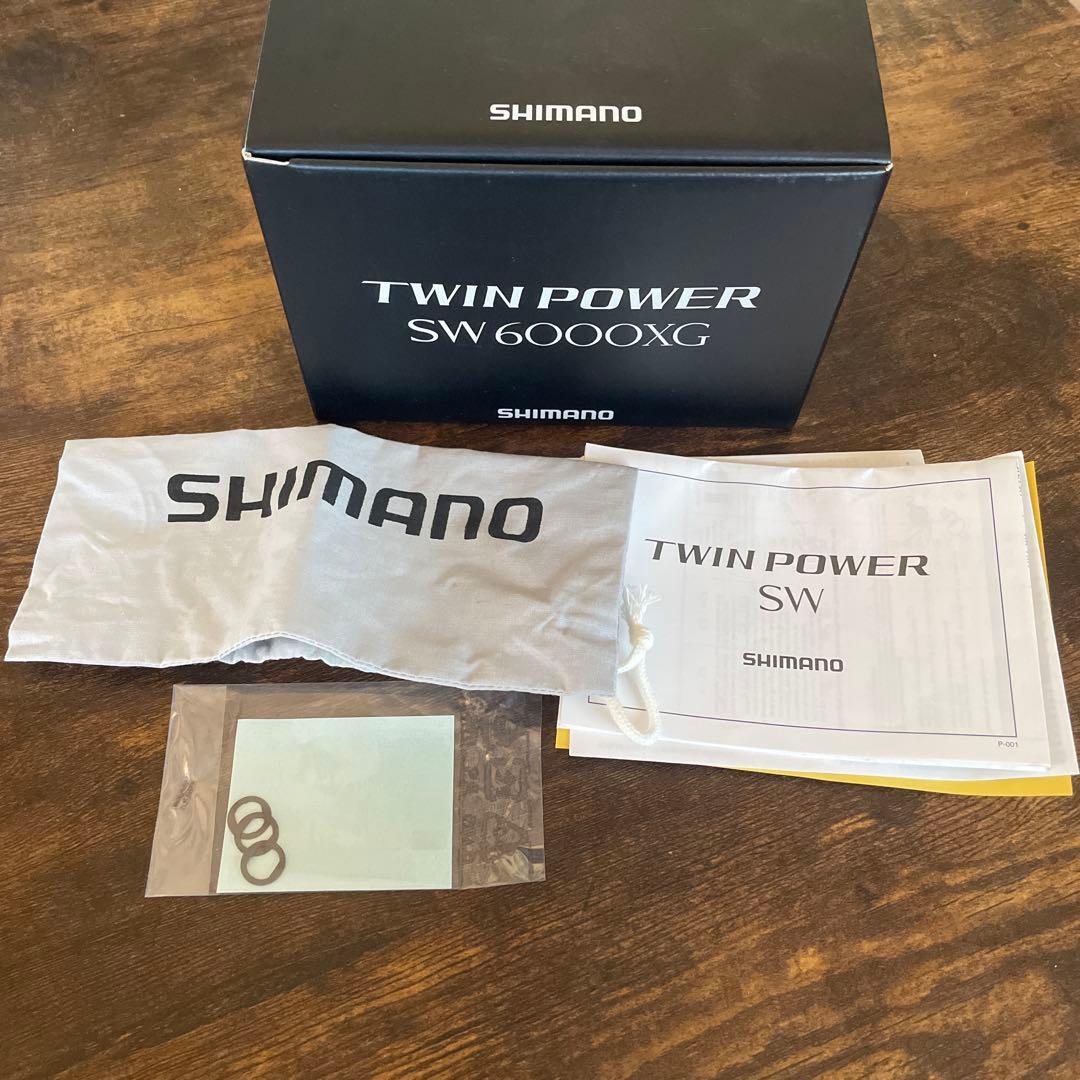 SHIMANO
TWIN POWER
SW 6000XG
SHIMANO
SHIMANO
TWIN POWER
SW
SHIMANO
P-001